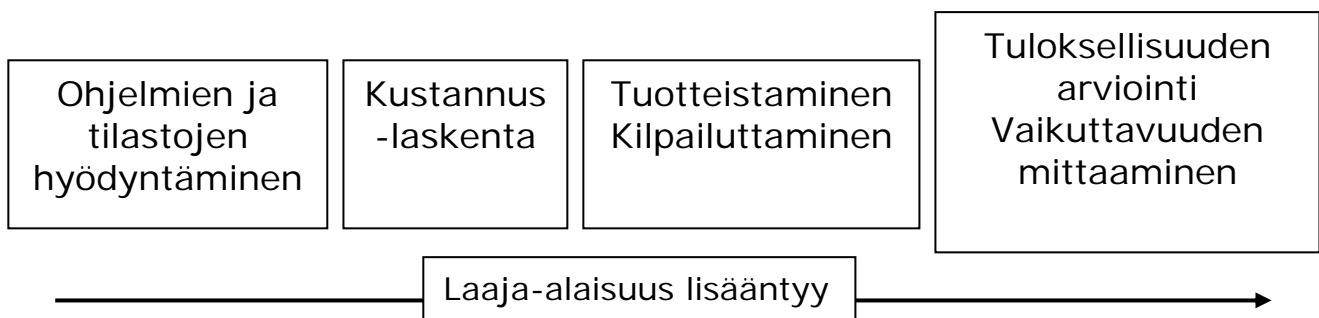 Ohjelmien ja
tilastojen
hyödyntäminen
Kustannus
-laskenta
Tuotteistaminen
Kilpailuttaminen
Tuloksellisuuden
arviointi
Vaikuttavuuden
mittaaminen
Laaja-alaisuus lisääntyy